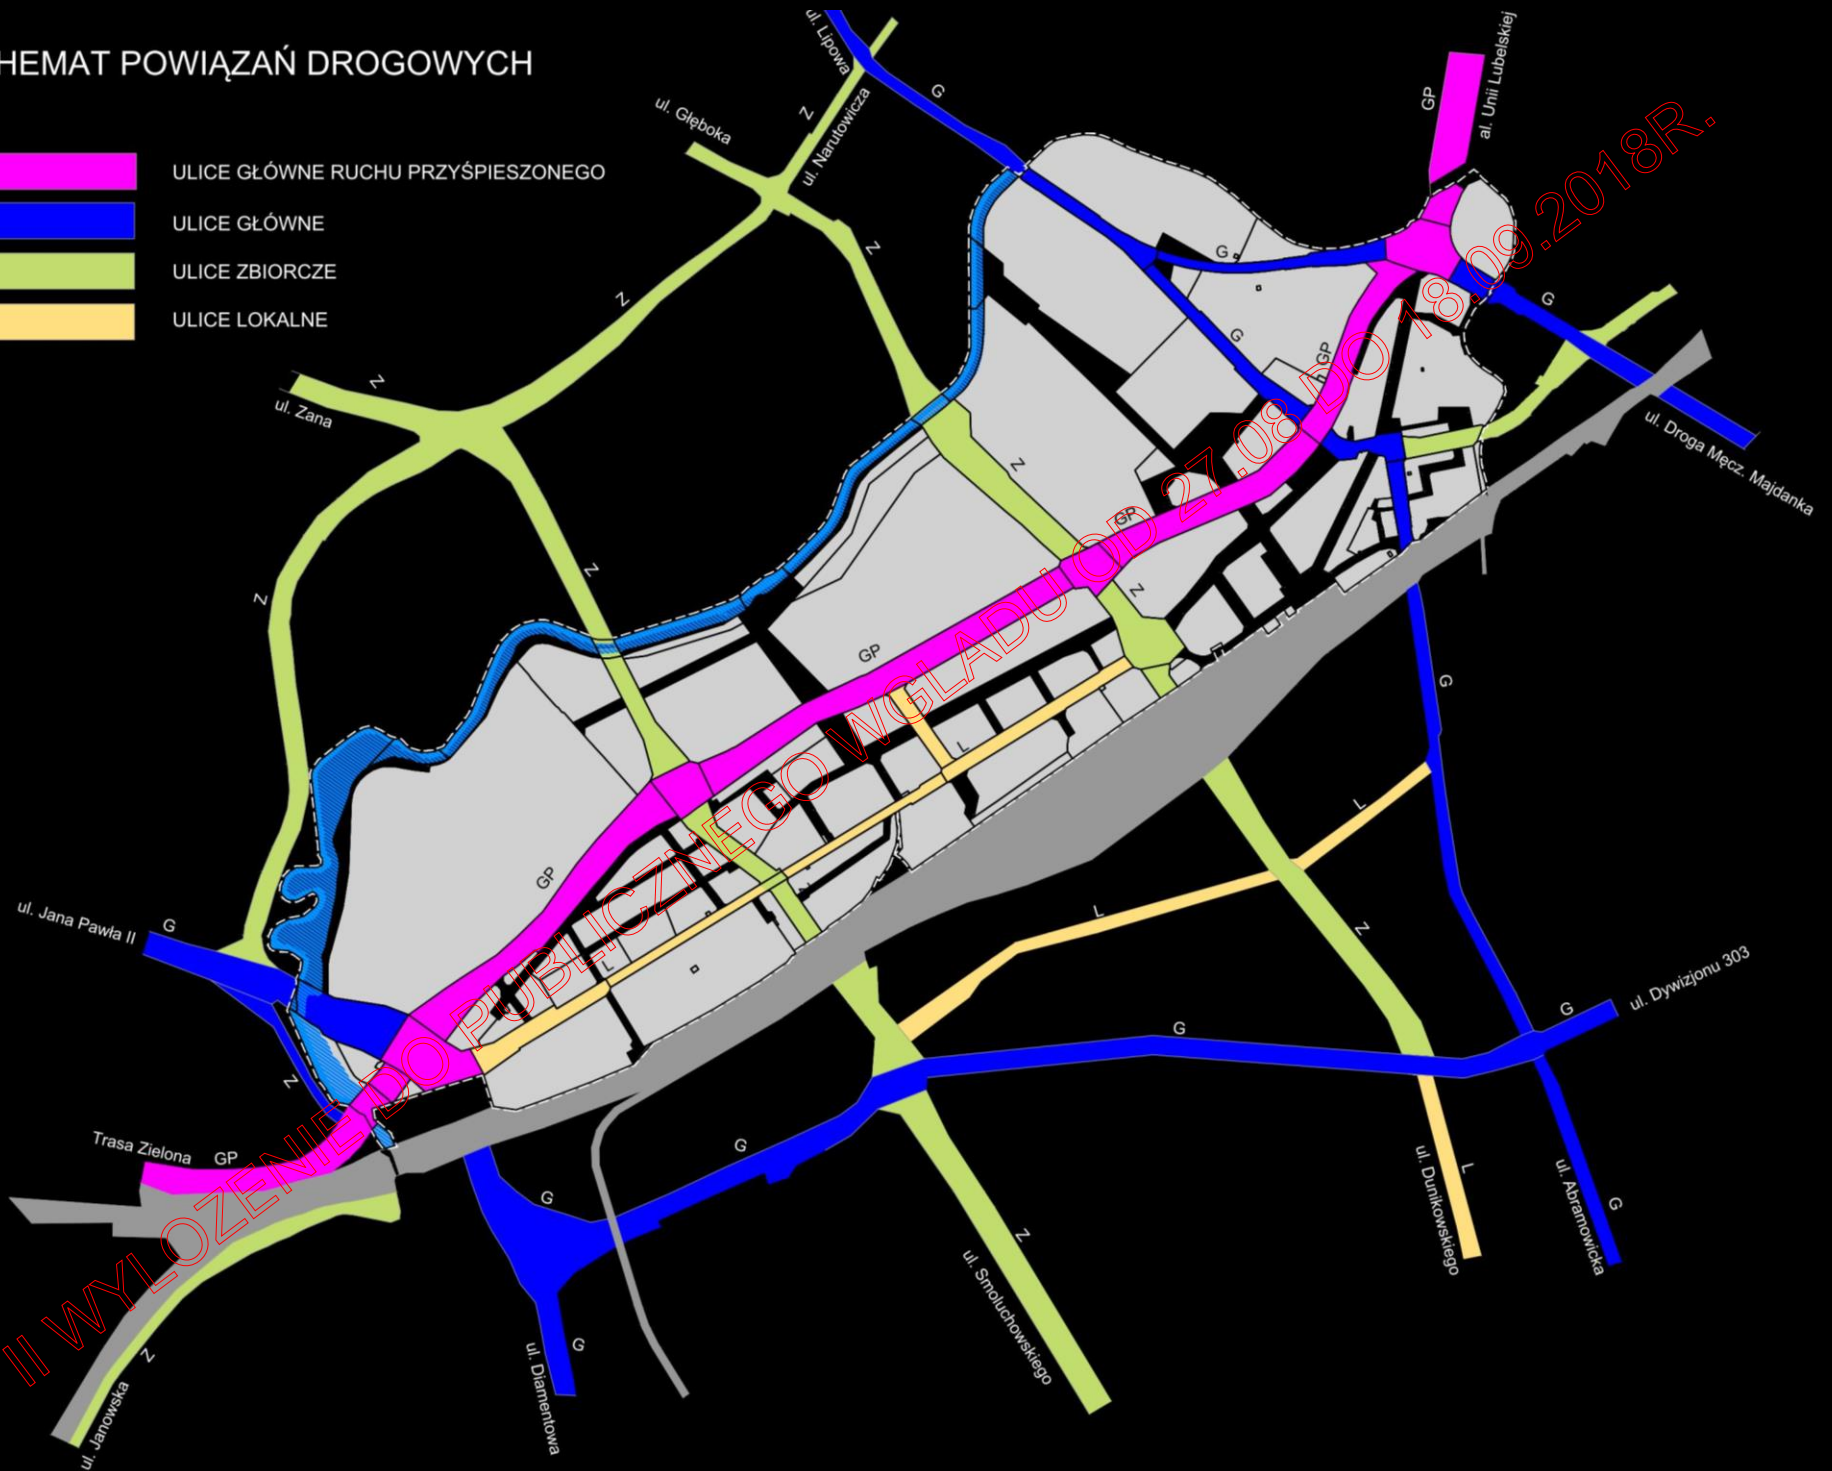 HEMAT POWIĄZAŃ DROGOWYCH
ULICE GŁÓWNE RUCHU PRZYŚPIESZONEGO
ULICE GŁÓWNE
ULICE ZBIORCZE
ULICE LOKALNE
ul. Lipowa
ul. Narutowicza
Z
ul. Głęboka
G
GP
al. Unii Lubelskiej
Z
Z
G
G
G
GP
ul. Droga Męcz. Majdanka
Z
ul. Zana
Z
GP
Z
Z
Z
GP
G
L
L
GP
L
L
Z
ul. Jana Pawła II
G
Z
G
G
ul. Dywizjonu 303
Trasa Zielona
GP
G
G
Z
ul. Smoluchowskiego
ul. Dunikowskiego
L
ul. Abramowicka
G
ul. Diamentowa
G
Z
ul. Janowska
II WYLOZENIE DO PUBLICZNEGO WGLADU OD 27.08 DO 18.09.2018R.